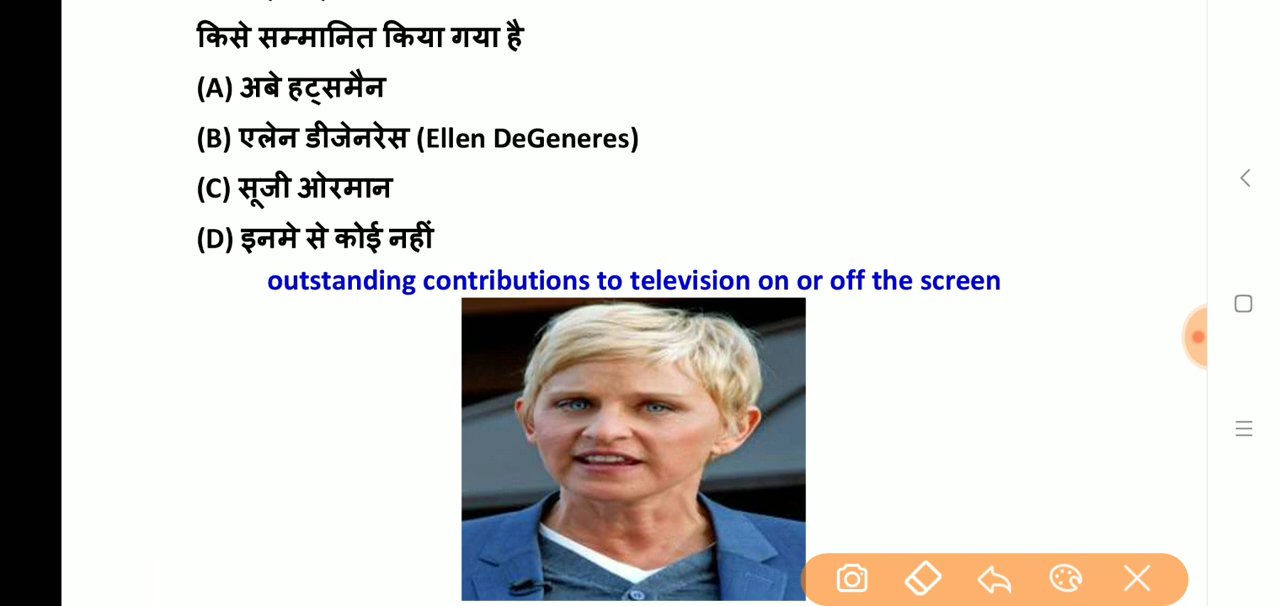 किसे सम्मानित किया गया है
(A) अबे हट्समैन
(B) एलेन डीजेनरेस (Ellen DeGeneres)
(C) सूजी ओरमान
(D) इनमे से कोई नहीं
outstanding contributions to television on or off the screen